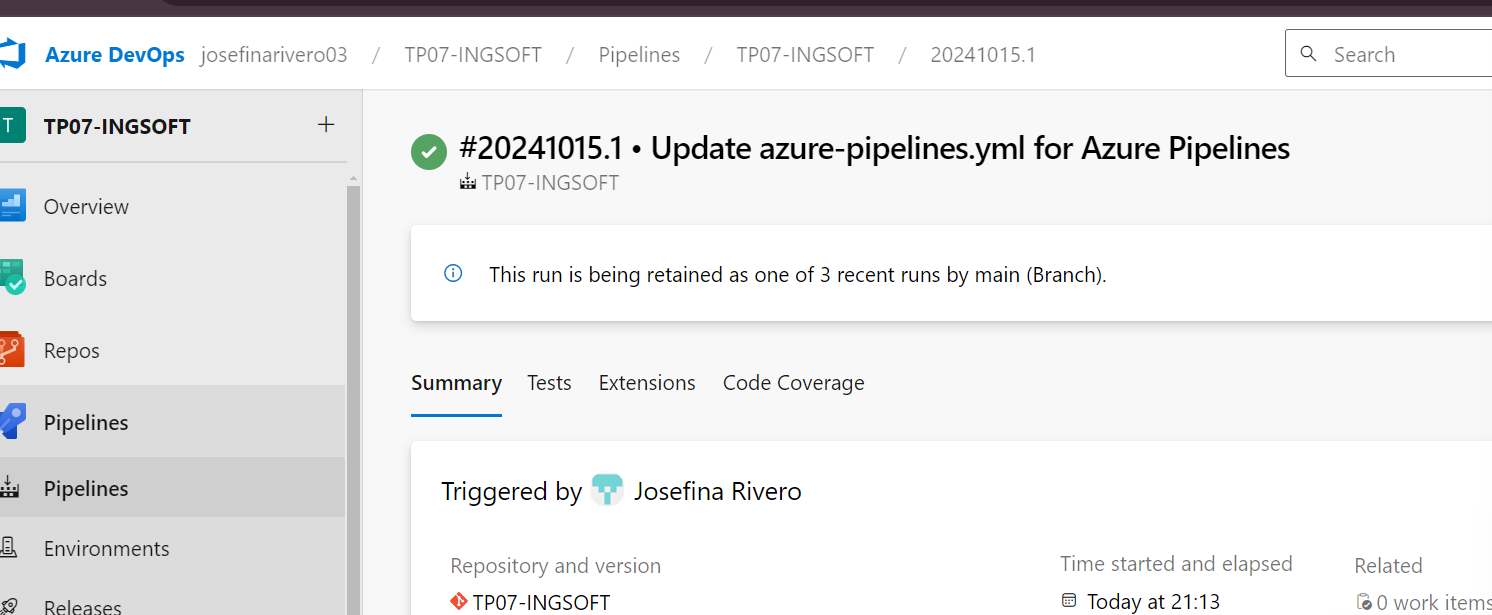 Azure DevOps josefinarivero03 / TP07-INGSOFT / Pipelines / TP07-INGSOFT / 20241015.1 Search
T TP07-INGSOFT +
Overview
Boards
Repos
Pipelines
Pipelines
Environments
Releases
#20241015.1 • Update azure-pipelines.yml for Azure Pipelines
TP07-INGSOFT
This run is being retained as one of 3 recent runs by main (Branch).
Summary Tests Extensions Code Coverage
Triggered by Josefina Rivero
Repository and version Time started and elapsed Related
TP07-INGSOFT Today at 21:13 0 work items